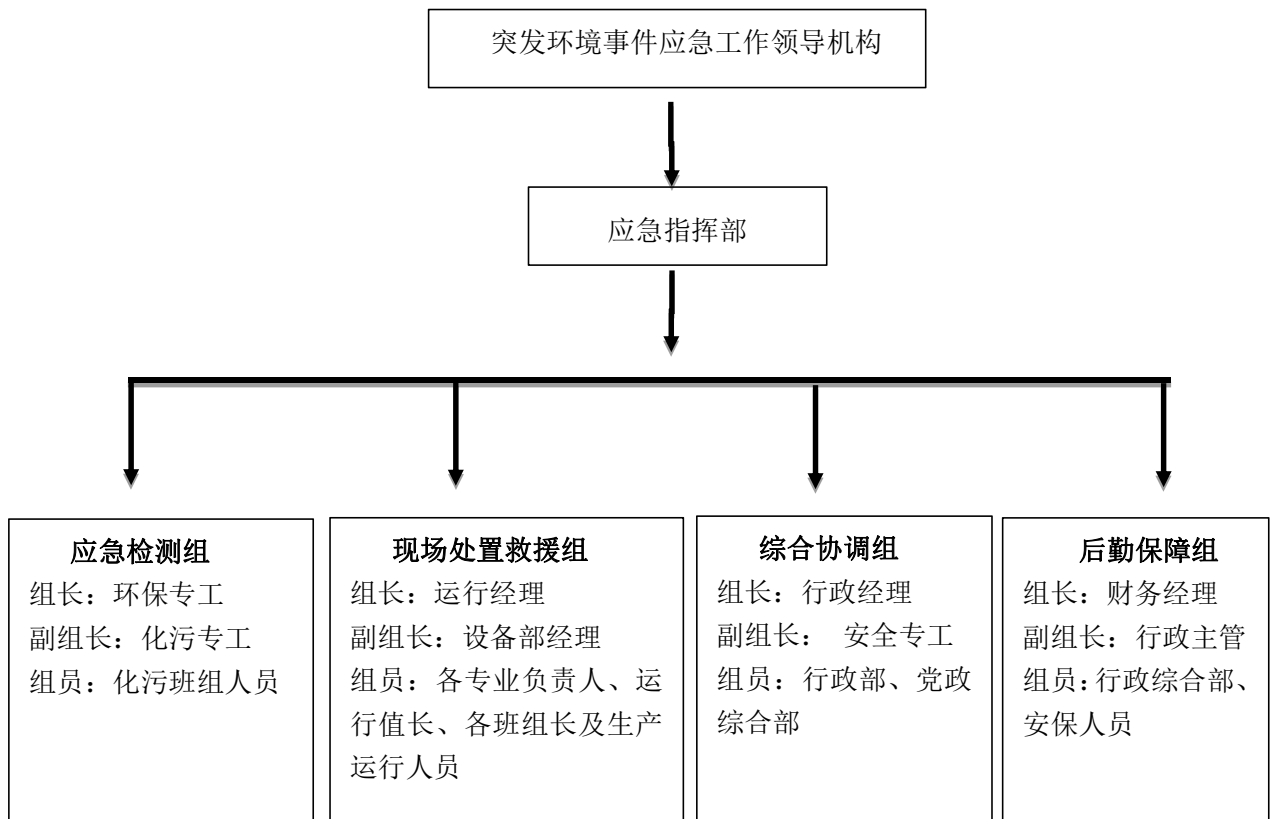 突发环境事件应急工作领导机构
应急指挥部
应急检测组
组长：环保专工
副组长：化污专工
组员：化污班组人员
现场处置救援组
组长：运行经理
副组长：设备部经理
组员：各专业负责人、运
行值长、各班组长及生产
运行人员
综合协调组
组长：行政经理
副组长： 安全专工
组员：行政部、党政
综合部
后勤保障组
组长：财务经理
副组长：行政主管
组员：行政综合部、
安保人员